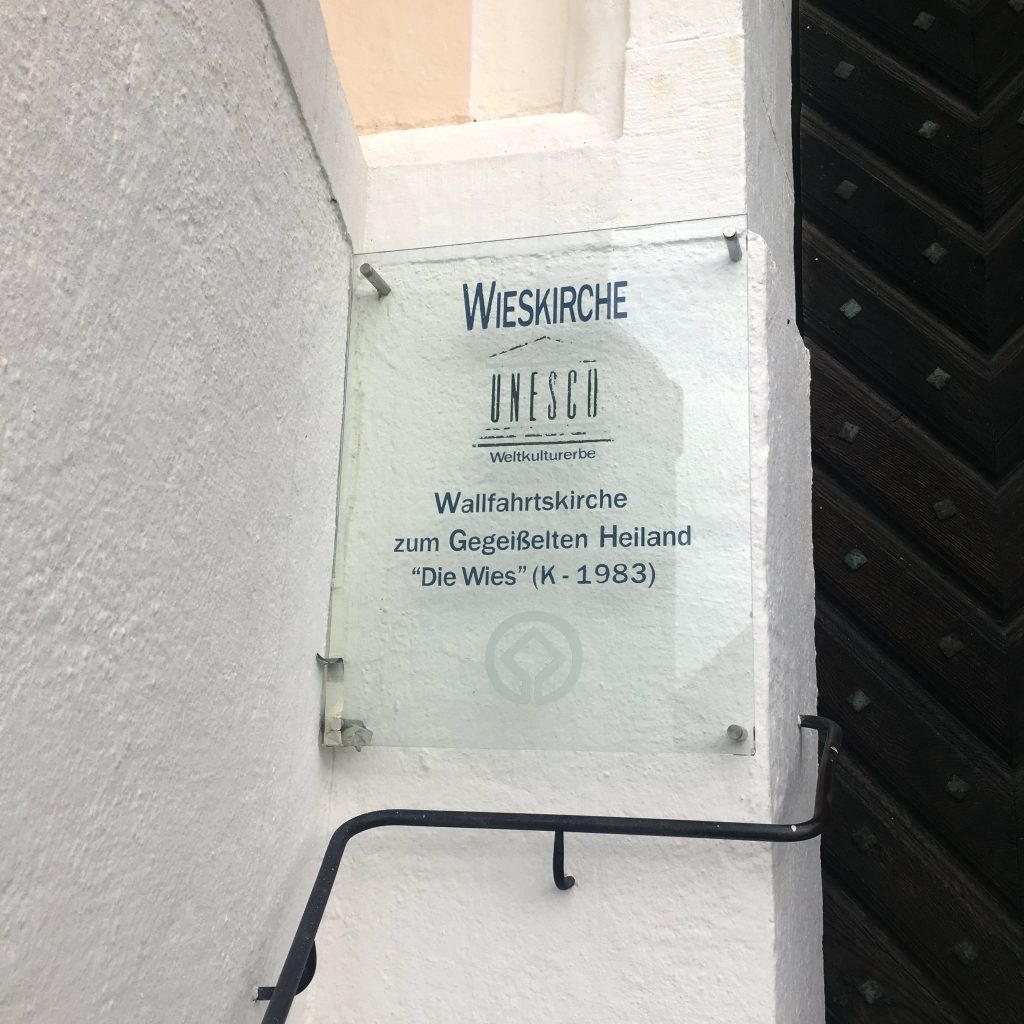 WIESKIRCHE
UNESCO
Weltkulturerbe
Wallfahrtskirche
zum Gegeißelten Heiland
“Die Wies” (K - 1983)